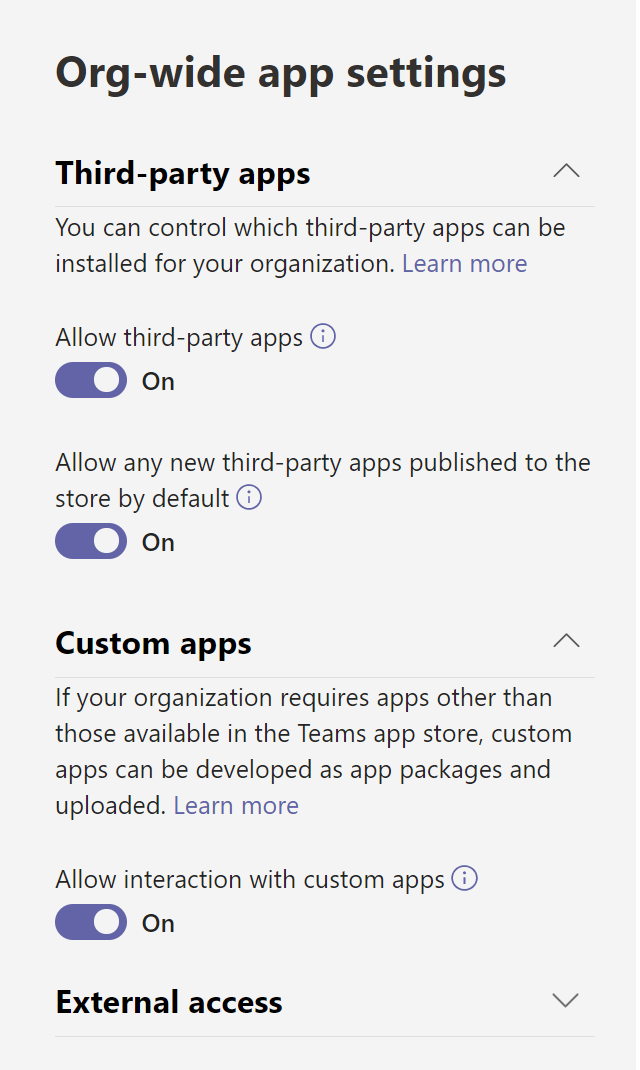 Org-wide app settings
Third-party apps
You can control which third-party apps can be
installed for your organization. Learn more
Allow third-party apps
On
Allow any new third-party apps published to the
store by default
On
Custom apps
If your organization requires apps other than
those available in the Teams app store, custom
apps can be developed as app packages and
uploaded. Learn more
Allow interaction with custom apps
On
External access